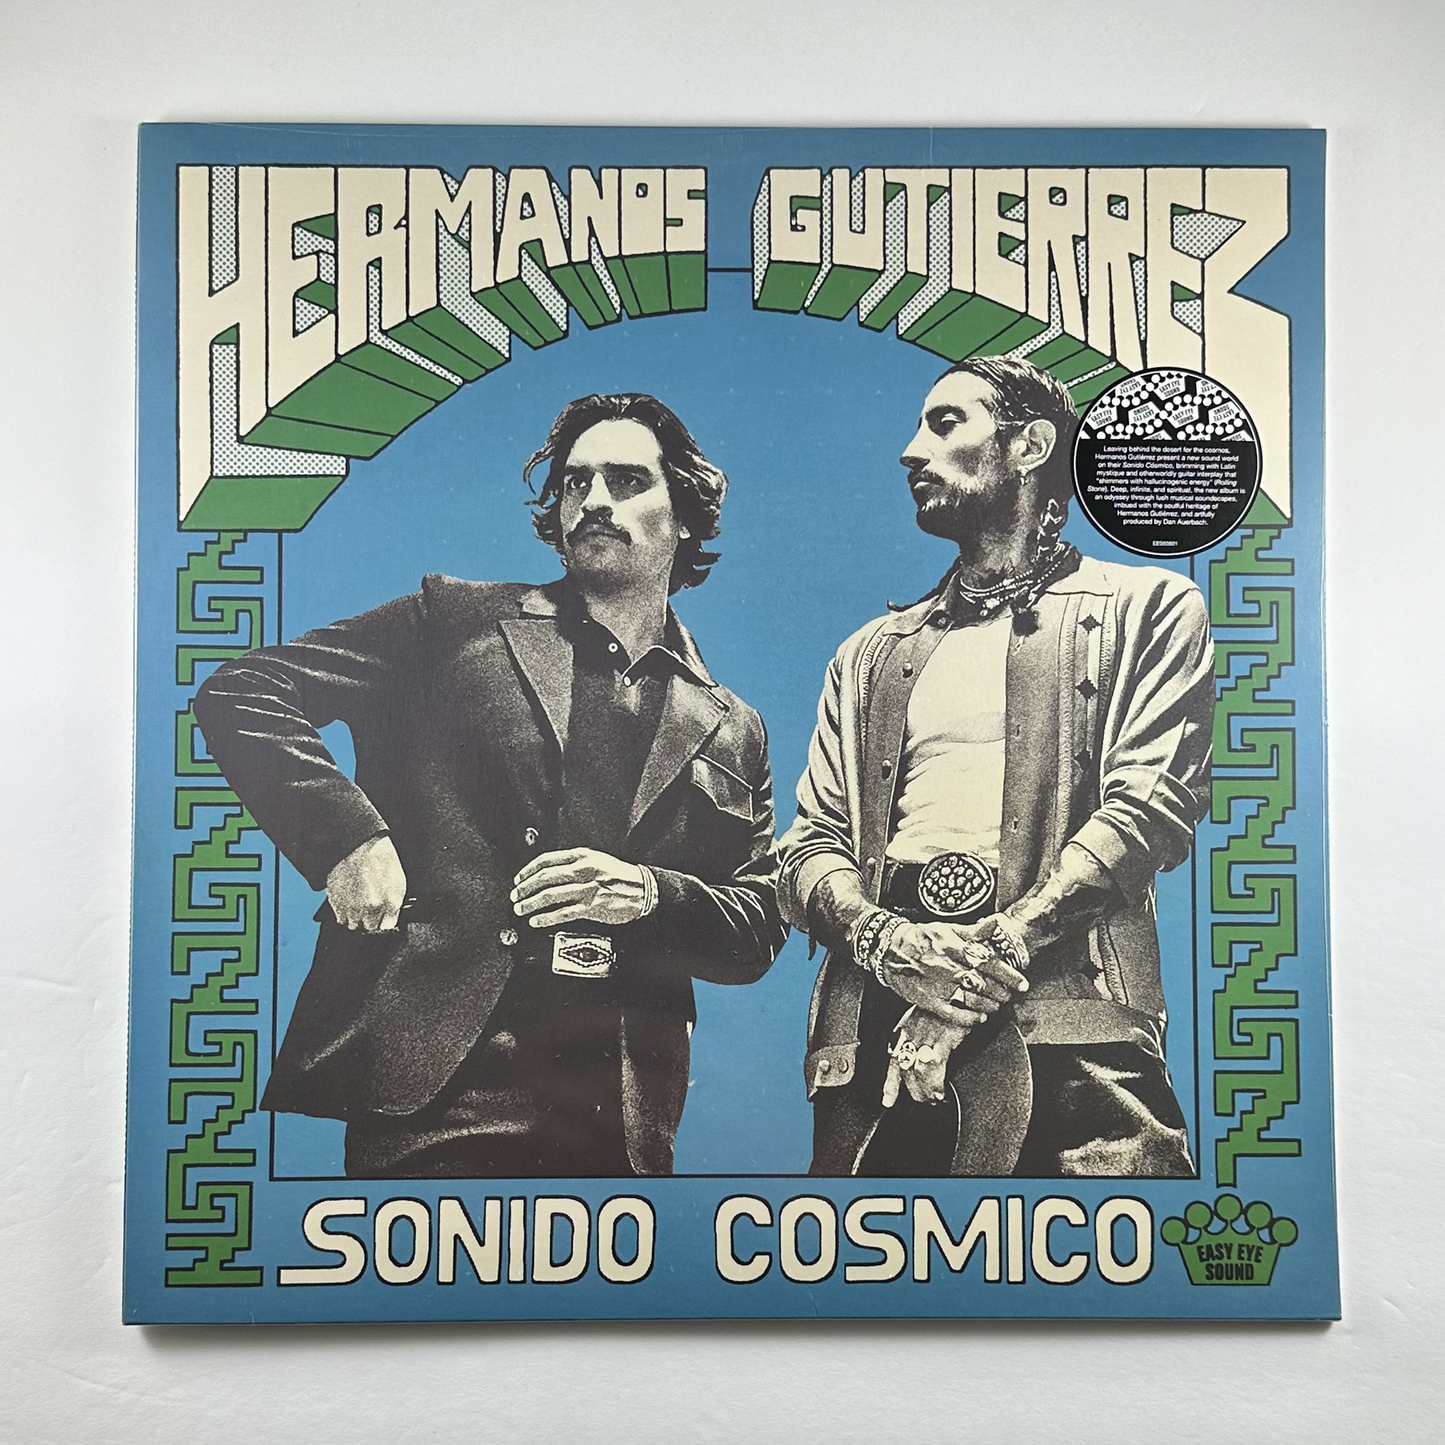 HERMANOS GUTIERREZ
EASY EYE SOUND
Leaving behind the desert for the cosmos,
Hermanos Gutiérrez present a new sound world
on their Sonido Cósmico, brimming with Latin
mystique and otherworldly guitar interplay that
“shimmers with hallucinogenic energy” (Rolling
Stone). Deep, infinite, and spiritual, the new album is
an odyssey through lush musical soundscapes,
imbued with the soulful heritage of
Hermanos Gutiérrez, and artfully
produced by Dan Auerbach.
SONIDO COSMICO
EASY EYE
SOUND